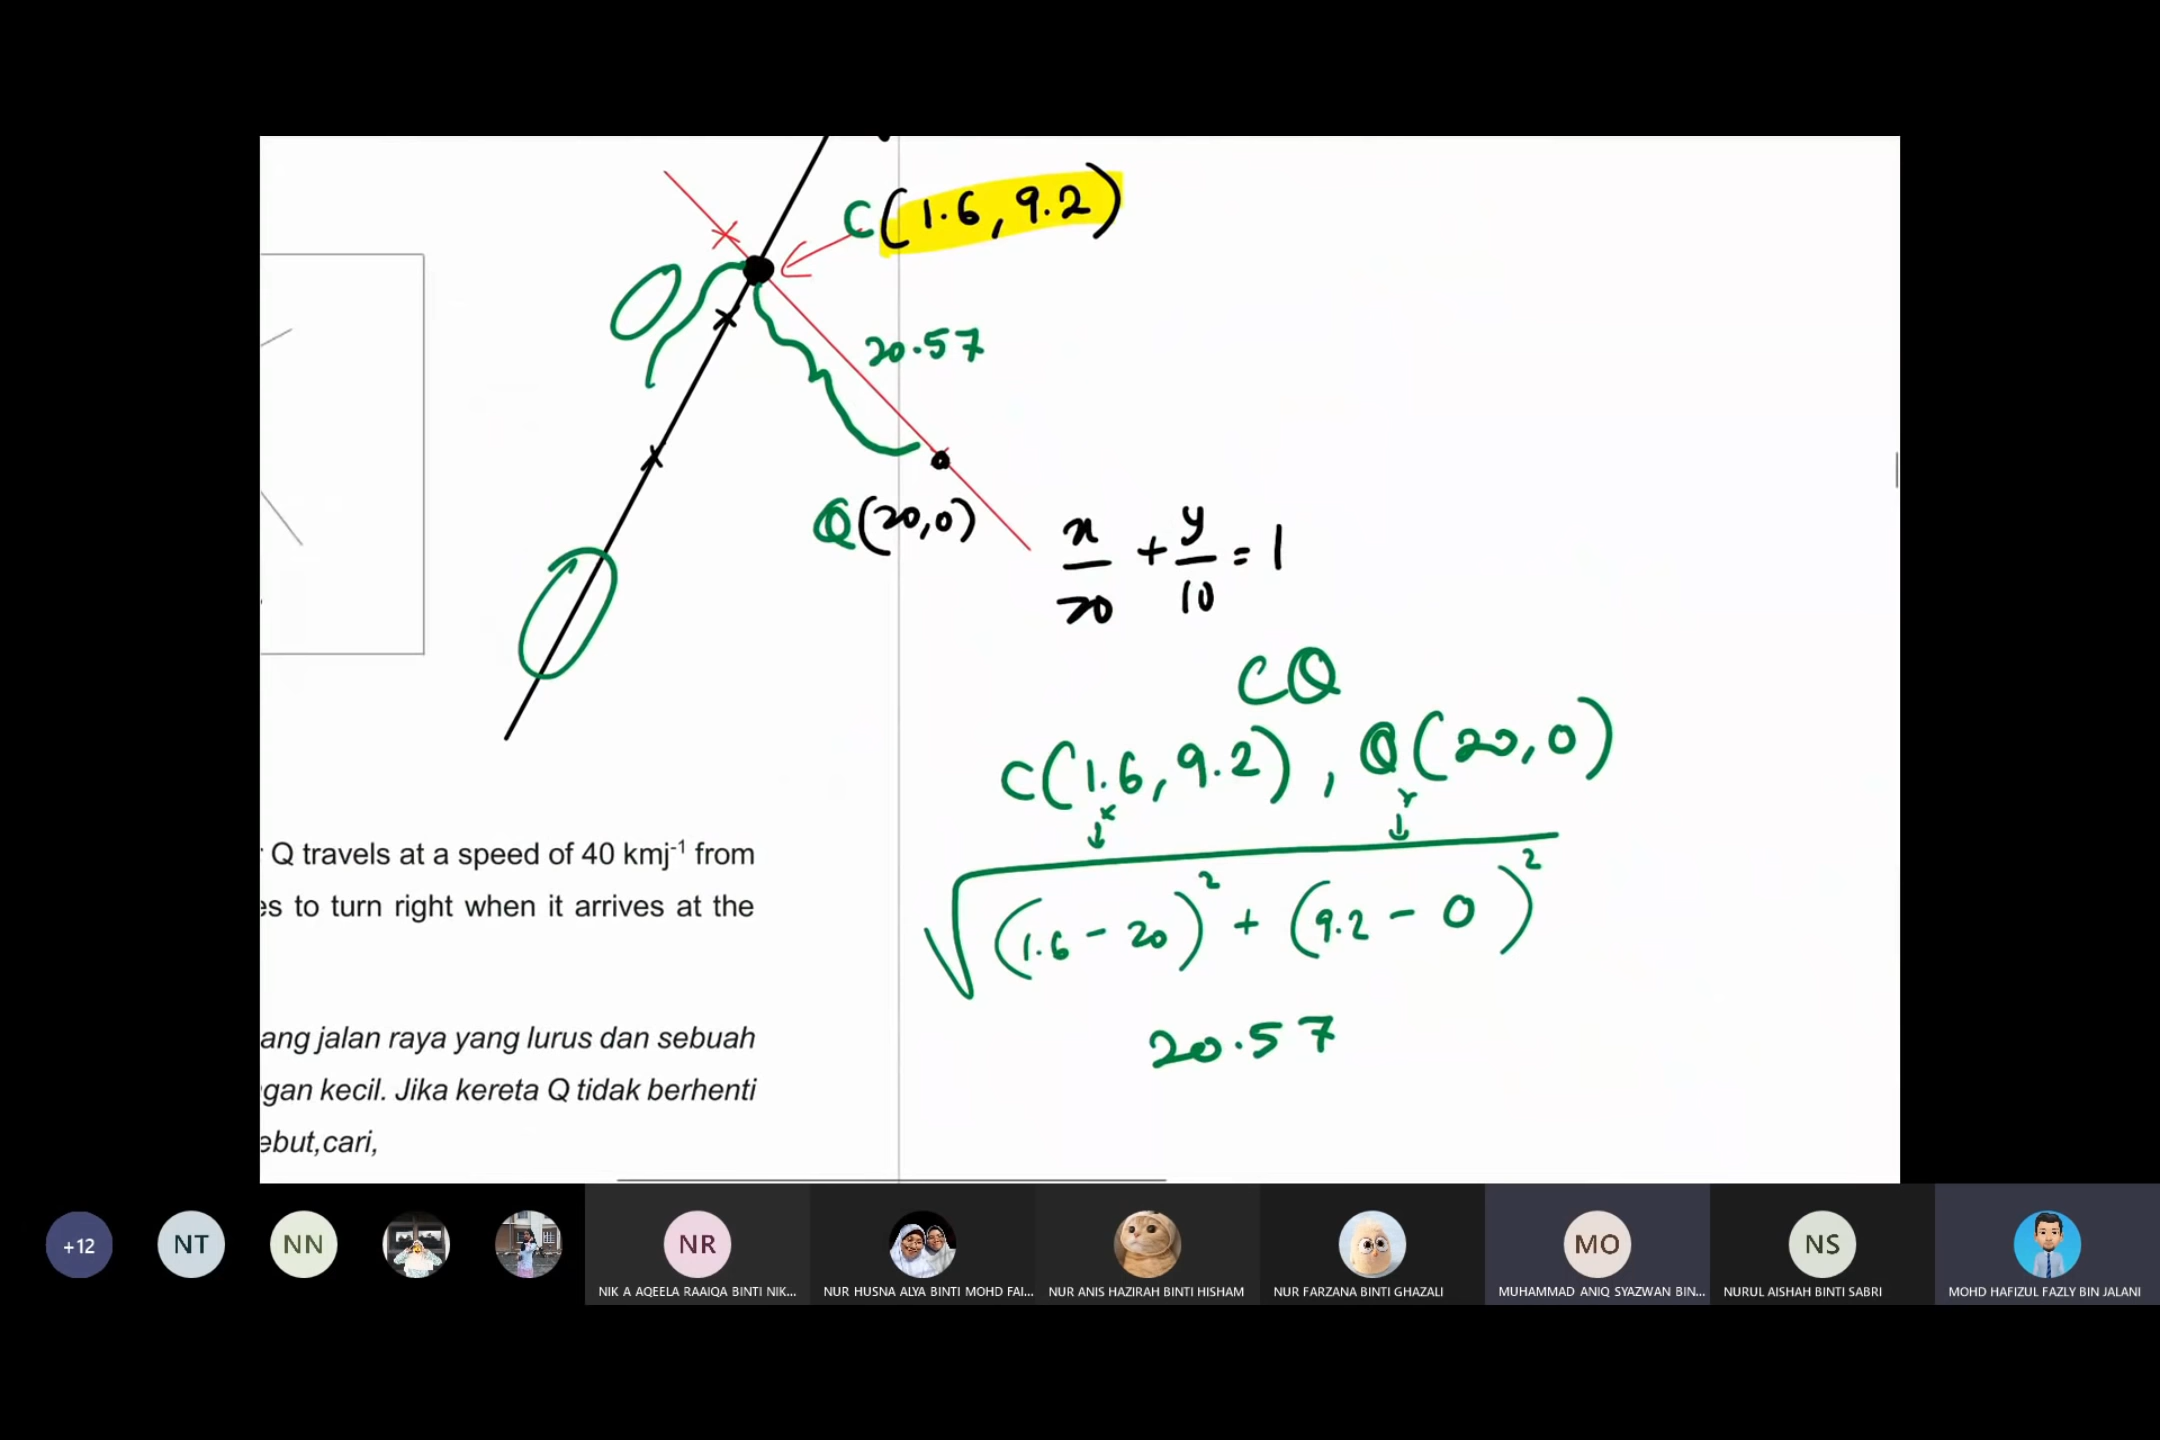 C(1.6, 9.2)
20.57
Q(20,0)
x/20 + y/10 = 1
CQ
C(1.6, 9.2), Q(20,0)
√(1.6 - 20)² + (9.2 - 0)²
20.57
Q travels at a speed of 40 kmj⁻¹ from
es to turn right when it arrives at the
ang jalan raya yang lurus dan sebuah
gan kecil. Jika kereta Q tidak berhenti
ebut,cari,
+12
NT
NN
NR
MO
NS
NIK A AQEELA RAAIQA BINTI NIK...
NUR HUSNA ALYA BINTI MOHD FAI...
NUR ANIS HAZIRAH BINTI HISHAM
NUR FARZANA BINTI GHAZALI
MUHAMMAD ANIQ SYAZWAN BIN...
NURUL AISHAH BINTI SABRI
MOHD HAFIZUL FAZLY BIN JALANI